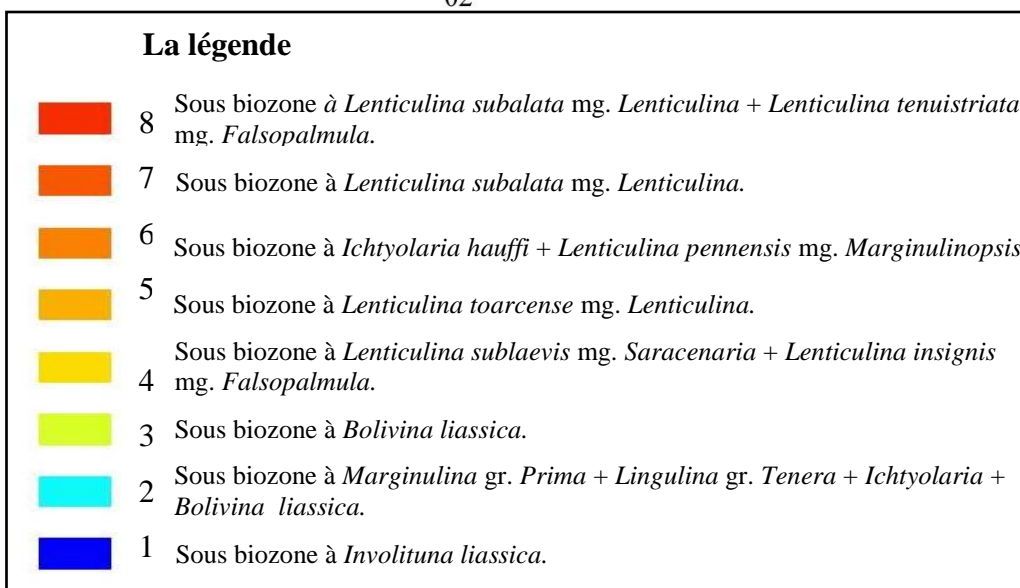 02
La légende
8 Sous biozone à Lenticulina subalata mg. Lenticulina + Lenticulina tenuistriata
mg. Falsopalmula.
7 Sous biozone à Lenticulina subalata mg. Lenticulina.
6 Sous biozone à Ichtyolaria hauffi + Lenticulina pennensis mg. Marginulinopsis
5 Sous biozone à Lenticulina toarcense mg. Lenticulina.
Sous biozone à Lenticulina sublaevis mg. Saracenaria + Lenticulina insignis
4 mg. Falsopalmula.
3 Sous biozone à Bolivina liassica.
2 Sous biozone à Marginulina gr. Prima + Lingulina gr. Tenera + Ichtyolaria +
Bolivina liassica.
1 Sous biozone à Involituna liassica.